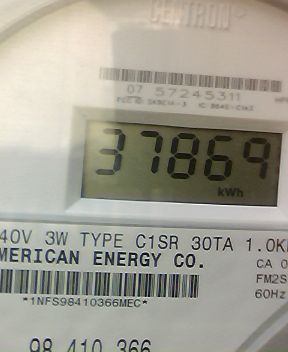 CENTRON
07 57245311
37869
kWh
40V 3W TYPE C1SR 30TA 1.0K
MERICAN ENERGY CO.
CA 0
FM2S
60Hz
*1NFS98410366MEC*
98 410 366